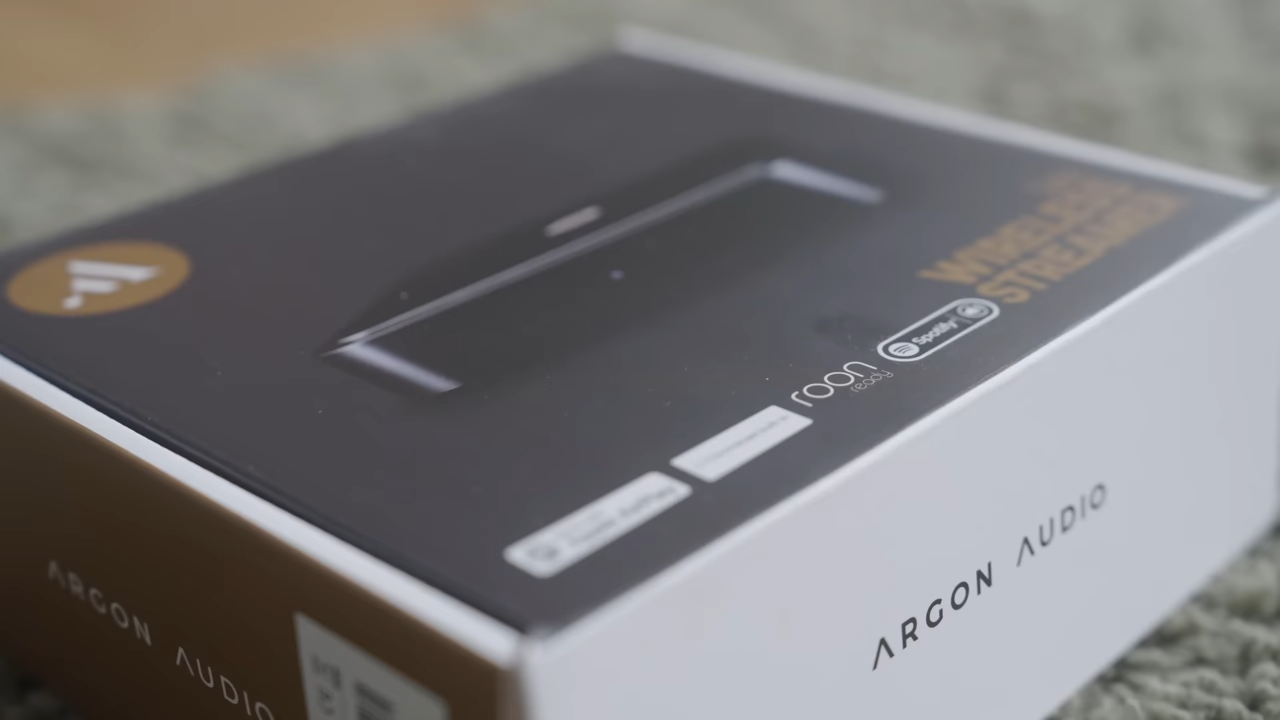 WIRELESS
STREAMER
Spotify
roon
ready
ARGON AUDIO
ARGON AUDIO